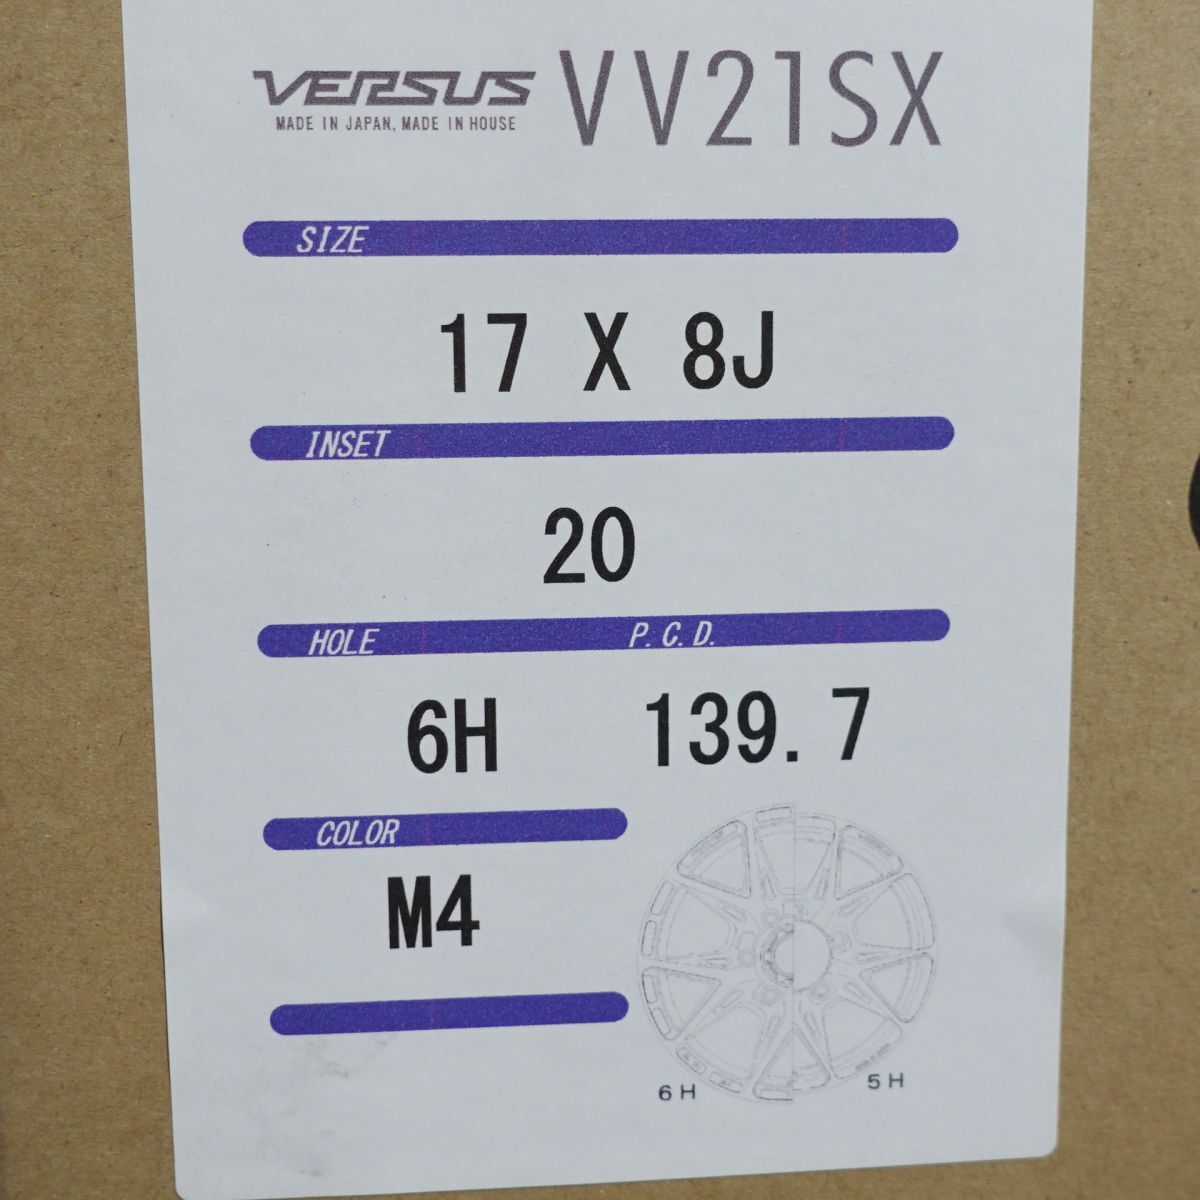 VERSUS VV21SX
MADE IN JAPAN, MADE IN HOUSE
SIZE
17 X 8J
INSET
20
HOLE P.C.D.
6H 139.7
COLOR
M4
6H 5H